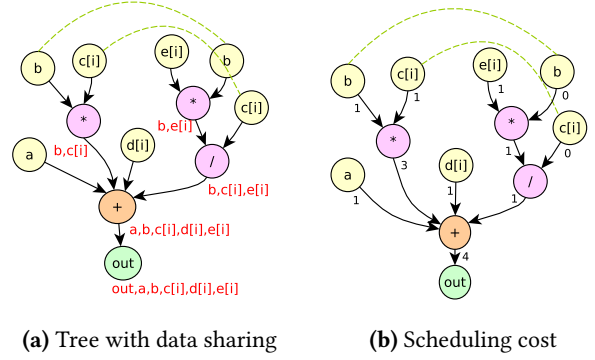 b
c[i]
e[i]
b
c[i]
*
*
b,e[i]
a
d[i]
b,c[i]
/
b,c[i],e[i]
+
a,b,c[i],d[i],e[i]
out
out,a,b,c[i],d[i],e[i]
(a) Tree with data sharing
b
c[i]
e[i]
b
1
1
1
0
*
c[i]
*
3
1
0
a
d[i]
/
1
1
1
+
4
out
(b) Scheduling cost